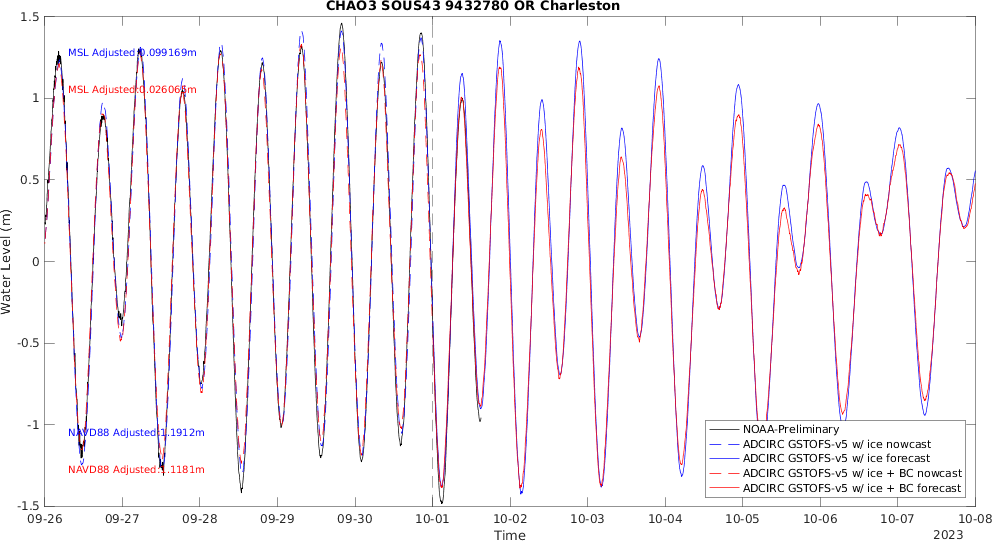 CHAO3 SOUS43 9432780 OR Charleston
1.5
1
0.5
0
-0.5
-1
-1.5
Water Level (m)
MSL Adjusted:0.099169m
MSL Adjusted:0.026065m
NAVD88 Adjusted:1.1912m
NAVD88 Adjusted:1.1181m
NOAA-Preliminary
ADCIRC GSTOFS-v5 w/ ice nowcast
ADCIRC GSTOFS-v5 w/ ice forecast
ADCIRC GSTOFS-v5 w/ ice + BC nowcast
ADCIRC GSTOFS-v5 w/ ice + BC forecast
09-26 09-27 09-28 09-29 09-30 10-01 10-02 10-03 10-04 10-05 10-06 10-07 10-08
Time
2023